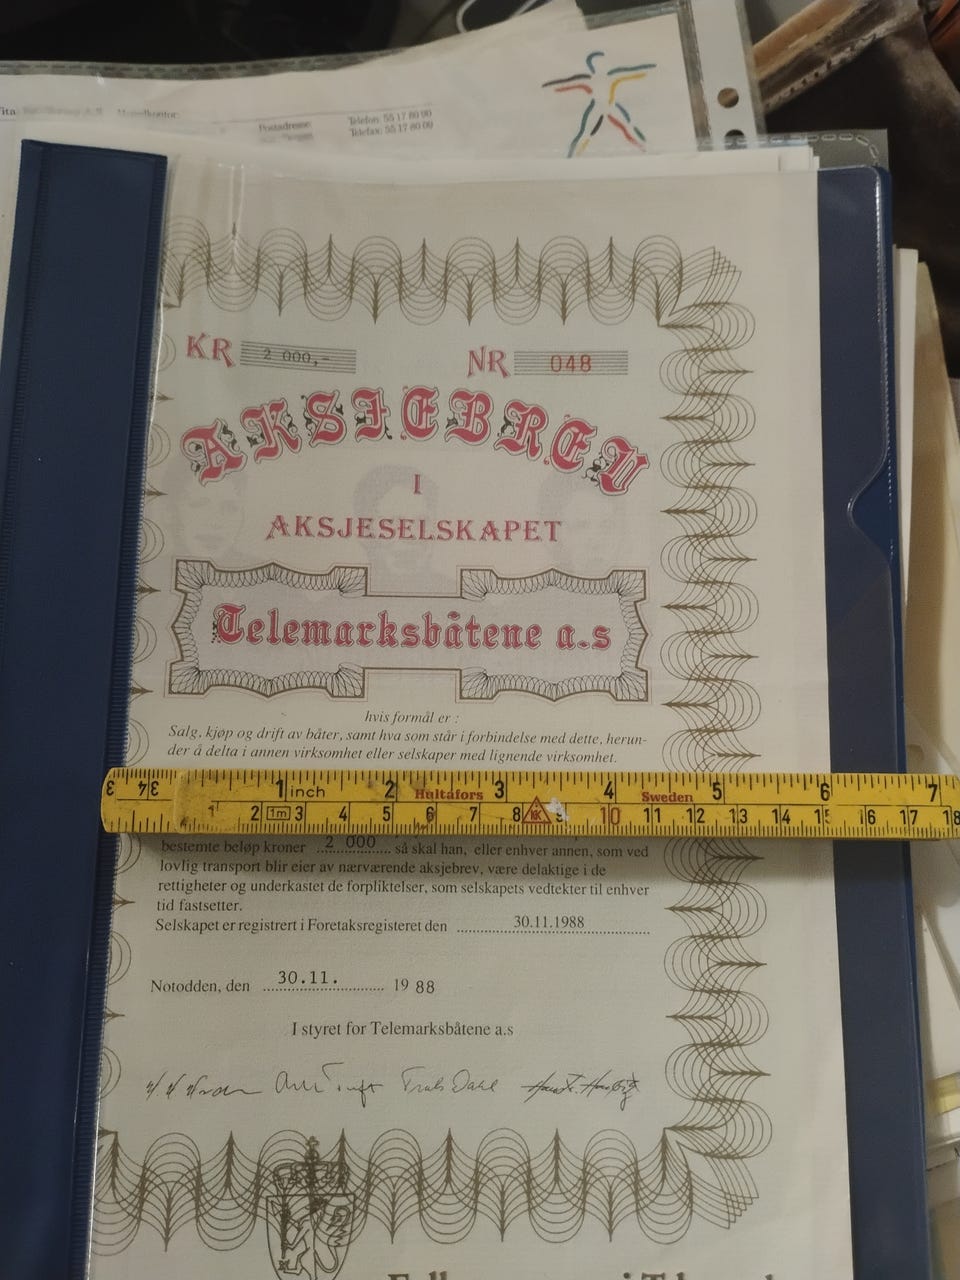 Postadresse:
Telefon: 55 17 80 00
Telefax: 55 17 80 09
KR 2 000,- NR 048
AKSJEBREV
I
AKSJESELSKAPET
Telemarksbåtene a.s
hvis formål er :
Salg, kjøp og drift av båter, samt hva som står i forbindelse med dette, herun-
der å delta i annen virksomhet eller selskaper med lignende virksomhet.
1 inch 2 Hultafors 3 4 Sweden 5 6 7
1 2 1m 3 4 5 6 7 8 9 10 11 12 13 14 15 16 17 18
bestemte beløp kroner 2 000 så skal han, eller enhver annen, som ved
lovlig transport blir eier av nærværende aksjebrev, være delaktige i de
rettigheter og underkastet de forpliktelser, som selskapets vedtekter til enhver
tid fastsetter.
Selskapet er registrert i Foretaksregisteret den 30.11.1988
Notodden, den 30.11. 1988
I styret for Telemarksbåtene a.s